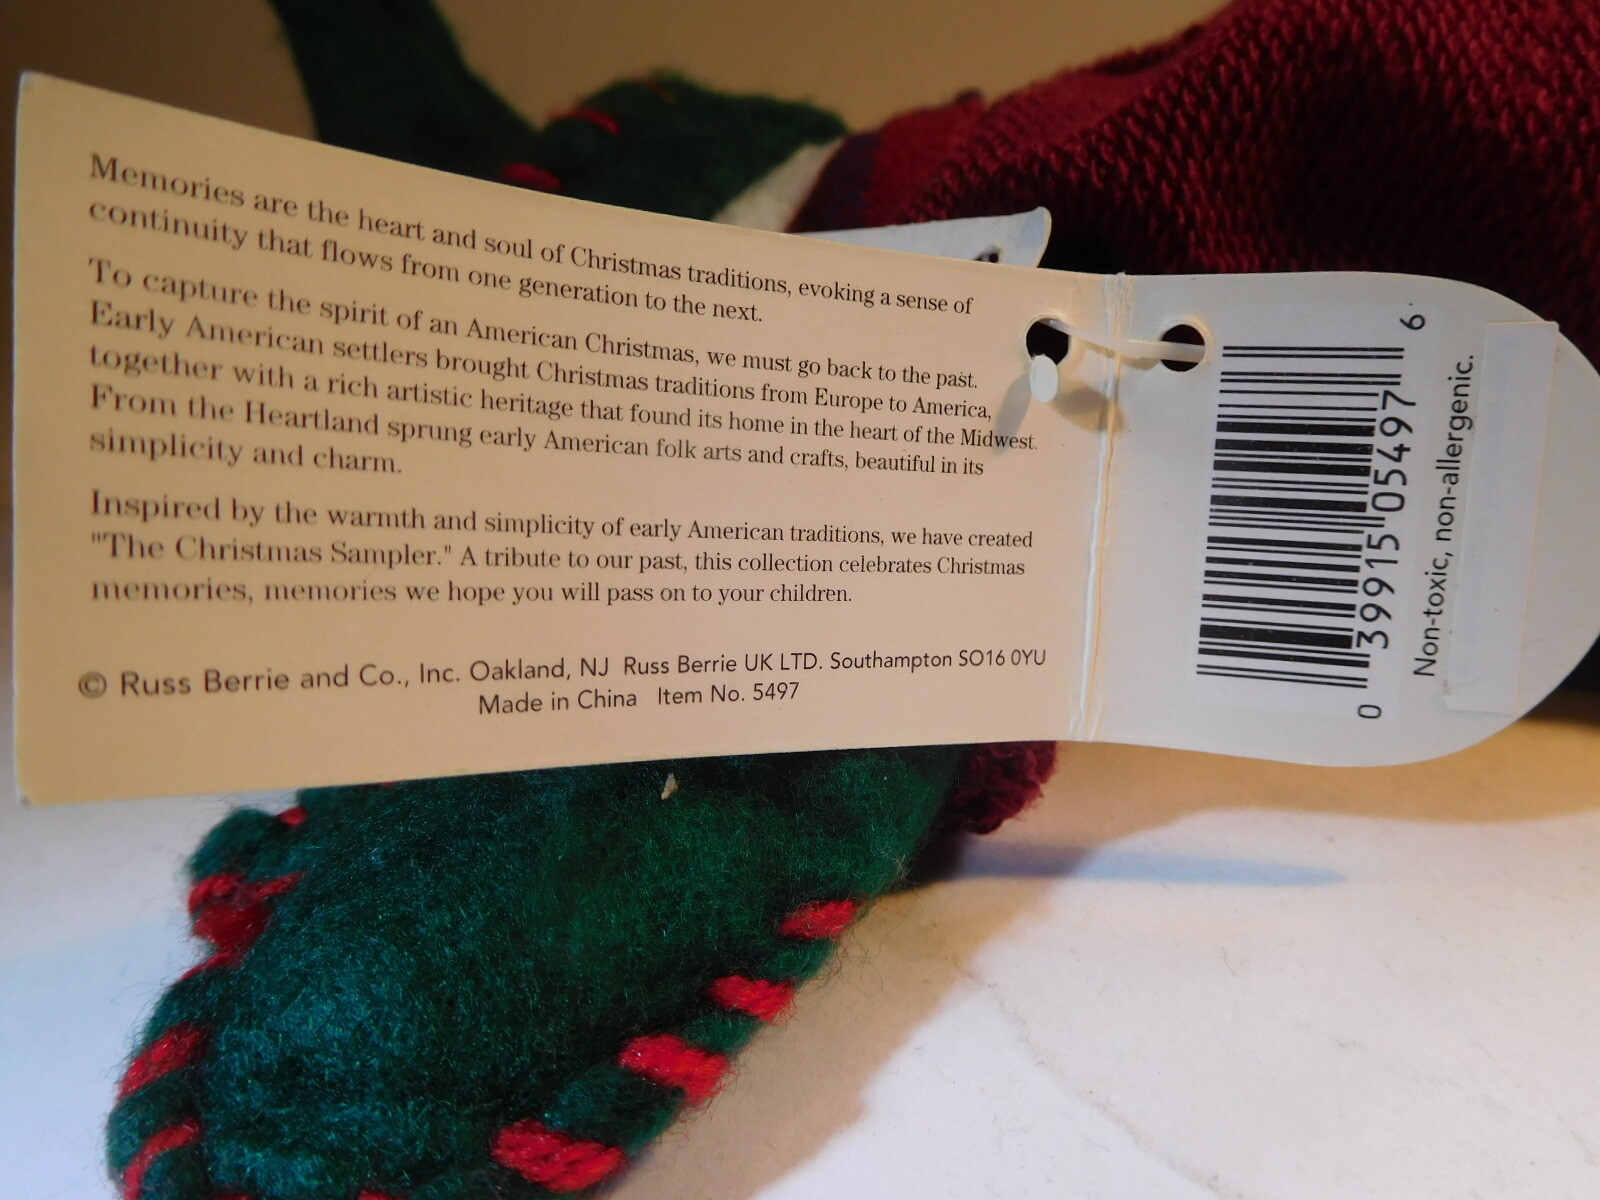 Memories are the heart and soul of Christmas traditions, evoking a sense of
continuity that flows from one generation to the next.
To capture the spirit of an American Christmas, we must go back to the past.
Early American settlers brought Christmas traditions from Europe to America,
together with a rich artistic heritage that found its home in the heart of the Midwest.
From the Heartland sprung early American folk arts and crafts, beautiful in its
simplicity and charm.
Inspired by the warmth and simplicity of early American traditions, we have created
"The Christmas Sampler." A tribute to our past, this collection celebrates Christmas
memories, memories we hope you will pass on to your children.
© Russ Berrie and Co., Inc. Oakland, NJ Russ Berrie UK LTD. Southampton SO16 0YU
Made in China Item No. 5497
0 39915 05497 6
Non-toxic, non-allergenic.